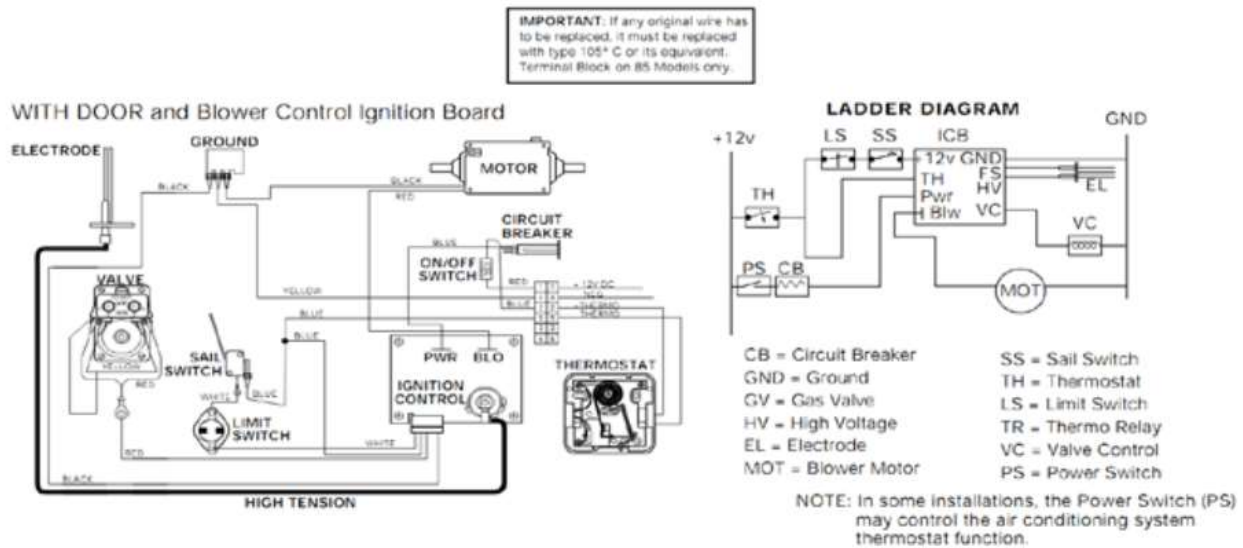 IMPORTANT: If any original wire has
to be replaced, it must be replaced
with type 105° C or its equivalent.
Terminal Block on 85 Models only.
WITH DOOR and Blower Control Ignition Board
ELECTRODE
GROUND
BLACK
MOTOR
BLACK
RED
CIRCUIT
BREAKER
BLUE
ON/OFF
SWITCH
RED
+ 12V DC
YELLOW
NEG
BLUE
+THERMO
THERMO
VALVE
YELLOW
RED
BLUE
BLUE
SAIL
SWITCH
WHITE
BLUE
LIMIT
SWITCH
PWR BLO
IGNITION
CONTROL
THERMOSTAT
WHITE
RED
BLACK
HIGH TENSION
LADDER DIAGRAM
+12v
GND
LS SS ICB
12v GND
FS
TH
HV
EL
Pwr
Blw VC
TH
VC
PS CB
MOT
CB = Circuit Breaker
GND = Ground
GV = Gas Valve
HV = High Voltage
EL = Electrode
MOT = Blower Motor
SS = Sail Switch
TH = Thermostat
LS = Limit Switch
TR = Thermo Relay
VC = Valve Control
PS = Power Switch
NOTE: In some installations, the Power Switch (PS)
may control the air conditioning system
thermostat function.